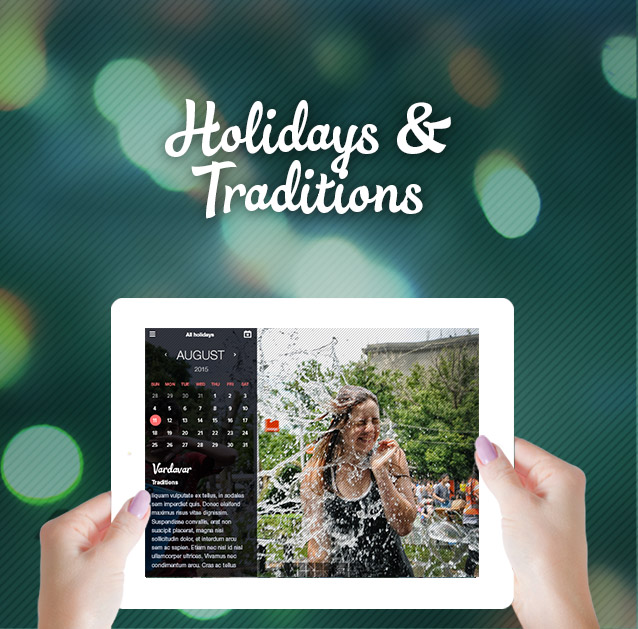 Holidays &
Traditions
All holidays
‹ AUGUST ›
2015
SUN MON TUE WED THU FRI SAT
28 29 30 31 1 2 3
4 5 6 7 8 9 10
11 12 13 14 15 16 17
18 19 20 21 22 23 24
25 26 27 28 29 30 31
Vardavar
Traditions
liquam vulputate ex tellus, in sodales
sem imperdiet quis. Donec eleifend
maximus risus vitae dignissim.
Suspendisse convallis, erat non
suscipit placerat, magna nisi
sollicitudin dolor, et interdum arcu
sem ac sapien. Etiam nec nisl id nisl
ullamcorper ultrices. Vivamus nec
condimentum arcu. Cras ac tellus